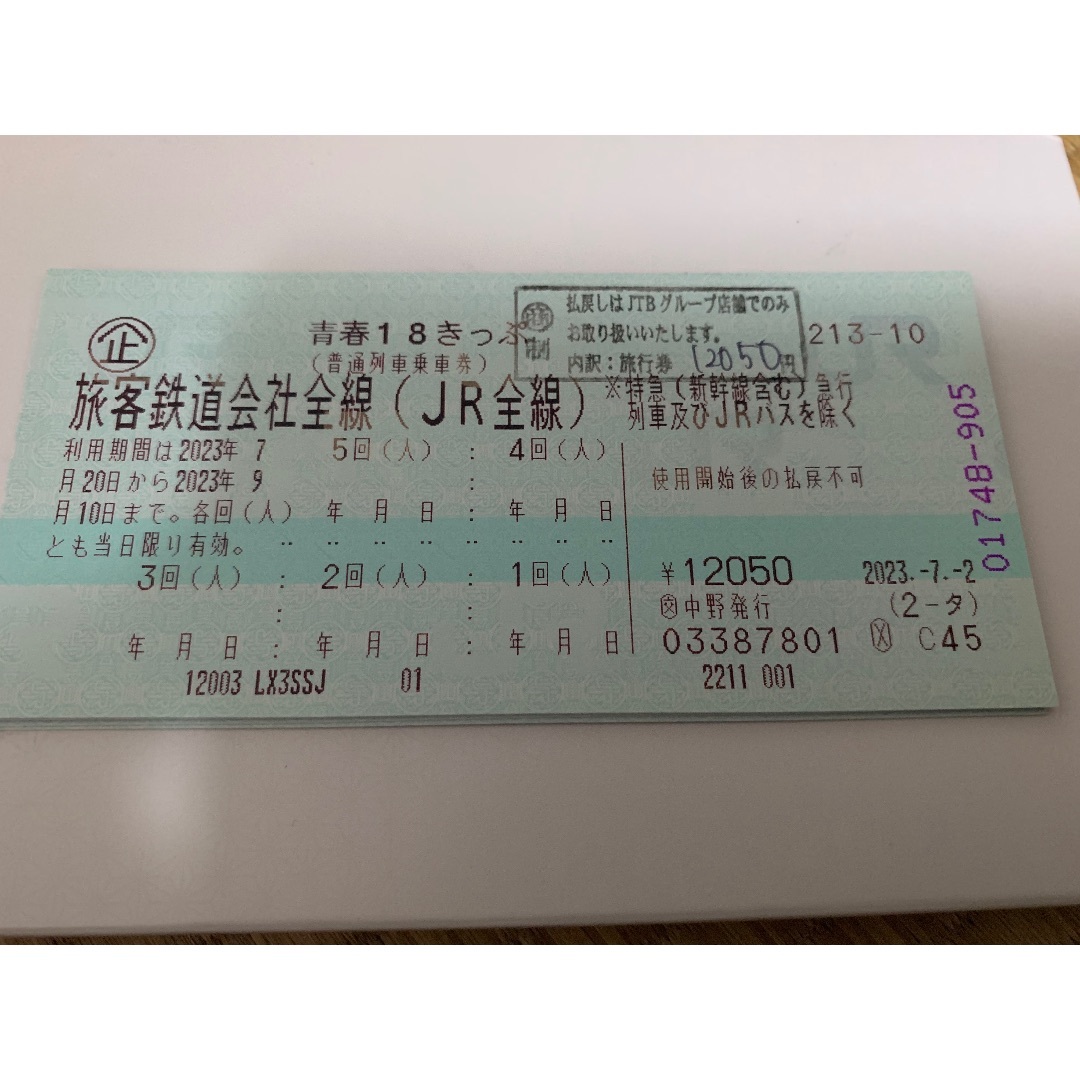 企
青春18きっぷ
(普通列車乗車券)
商
制
払戻しはJTBグループ店舗でのみ
お取り扱いいたします。
内訳:旅行券 12050円
213-10
旅客鉄道会社全線(JR全線)
※特急(新幹線含む)急行
列車及びJRバスを除く
利用期間は2023年 7
月20日から2023年 9
月10日まで。各回(人)
とも当日限り有効。
5回(人) : 4回(人)
年 月 日 : 年 月 日
3回(人) : 2回(人) : 1回(人)
年 月 日 : 年 月 日 : 年 月 日
使用開始後の払戻不可
¥12050
2023.-7.-2
中野発行
(2-タ)
03387801
C45
12003 LX3SSJ 01
2211 001
0174B-905